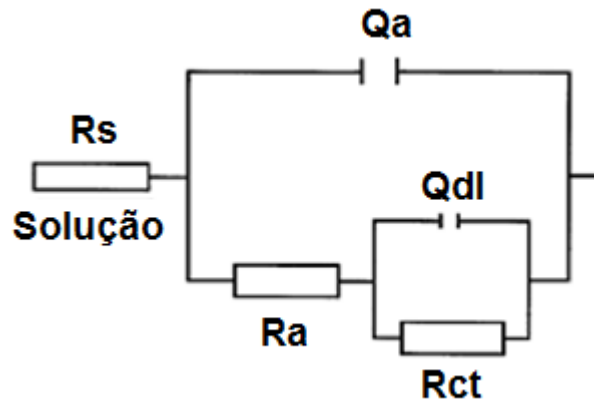 Qa
Rs
Solução
Qdl
Ra
Rct